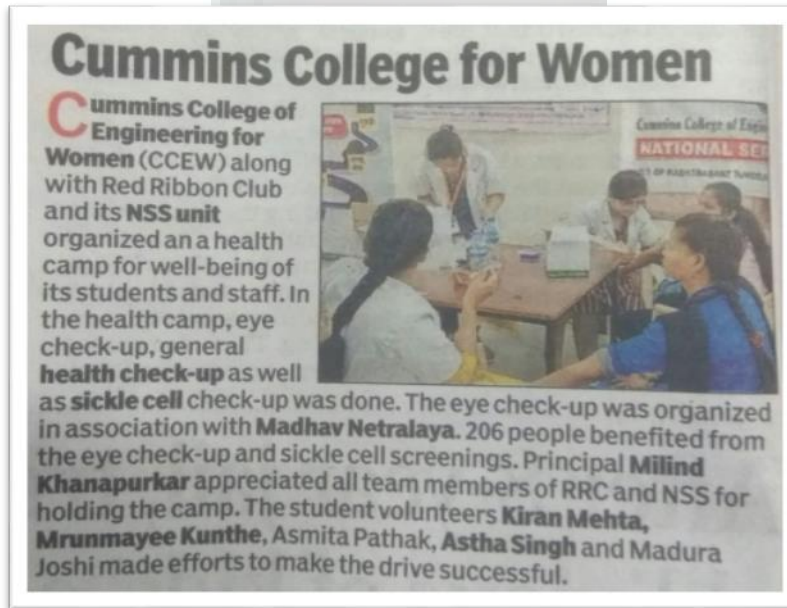 Cummins College for Women
Cummins College of
Engineering for
Women (CCEW) along
with Red Ribbon Club
and its NSS unit
organized an a health
camp for well-being of
its students and staff. In
the health camp, eye
check-up, general
health check-up as well
as sickle cell check-up was done. The eye check-up was organized
in association with Madhav Netralaya. 206 people benefited from
the eye check-up and sickle cell screenings. Principal Milind
Khanapurkar appreciated all team members of RRC and NSS for
holding the camp. The student volunteers Kiran Mehta,
Mrunmayee Kunthe, Asmita Pathak, Astha Singh and Madura
Joshi made efforts to make the drive successful.
Cummins College of Engin
NATIONAL SE